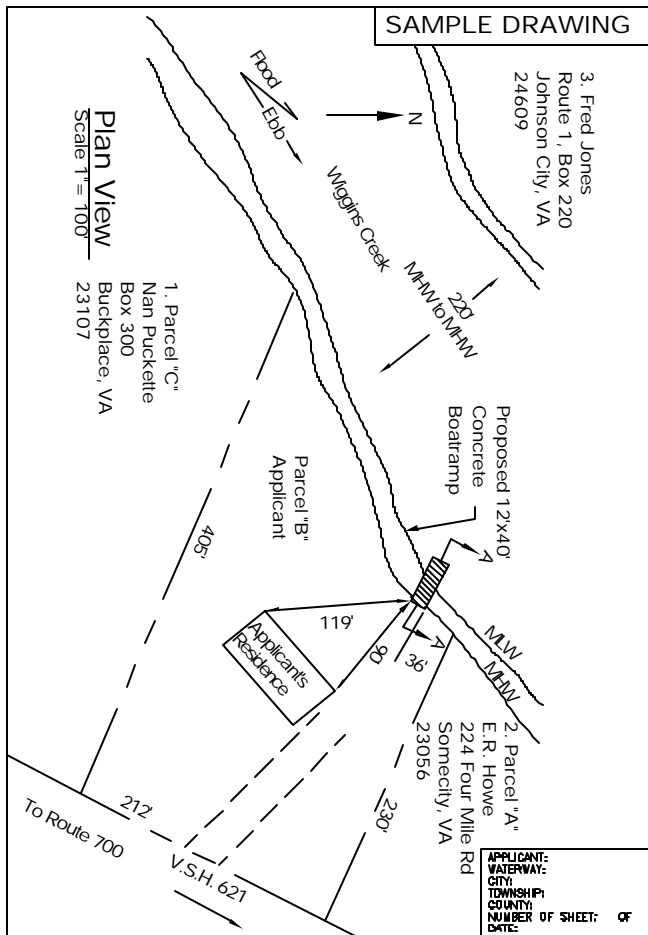 SAMPLE DRAWING
3. Fred Jones
Route 1, Box 220
Johnson City, VA
24609
N
Flood
Ebb
Wiggins Creek
220'
MHW to MHW
Plan View
Scale 1" = 100'
1. Parcel "C"
Nan Puckette
Box 300
Buckplace, VA
23107
Proposed 12'x40'
Concrete
Boatramp
Parcel "B"
Applicant
A
A
MLW
MHW
36'
90'
119'
Applicant's
Residence
405'
2. Parcel "A"
E.R. Howe
224 Four Mile Rd
Somecity, VA
23056
230'
212'
To Route 700
V.S.H. 621
APPLICANT:
WATERWAY:
CITY:
TOWNSHIP:
COUNTY:
NUMBER OF SHEET: OF
DATE: